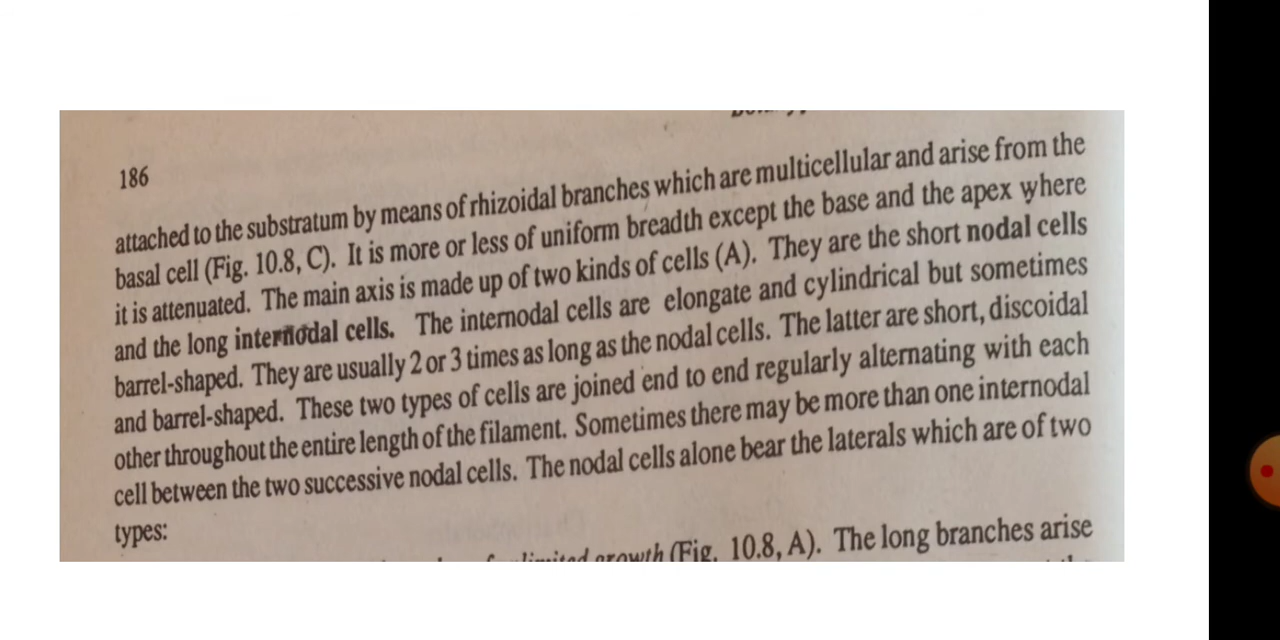 186
attached to the substratum by means of rhizoidal branches which are multicellular and arise from the
basal cell (Fig. 10.8, C). It is more or less of uniform breadth except the base and the apex where
it is attenuated. The main axis is made up of two kinds of cells (A). They are the short nodal cells
and the long internodal cells. The internodal cells are elongate and cylindrical but sometimes
barrel-shaped. They are usually 2 or 3 times as long as the nodal cells. The latter are short, discoidal
and barrel-shaped. These two types of cells are joined end to end regularly alternating with each
other throughout the entire length of the filament. Sometimes there may be more than one internodal
cell between the two successive nodal cells. The nodal cells alone bear the laterals which are of two
types:
growth (Fig. 10.8, A). The long branches arise